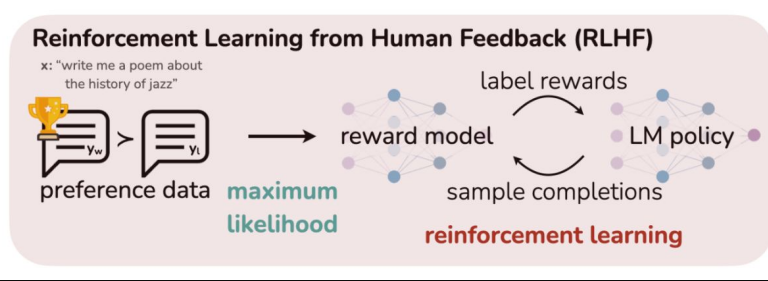 Reinforcement Learning from Human Feedback (RLHF)
x: “write me a poem about
the history of jazz”
label rewards
yw > yl
reward model
LM policy
preference data
maximum
likelihood
sample completions
reinforcement learning